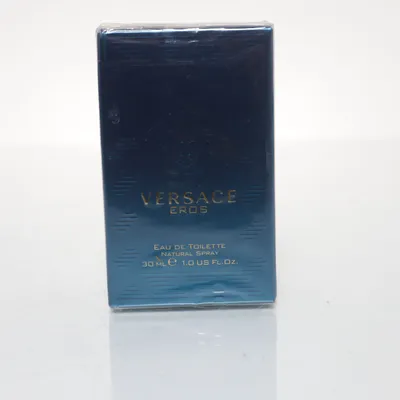 VERSACE
EROS
EAU DE TOILETTE
NATURAL SPRAY
30 ML ℮ 1.0 US FL.OZ.